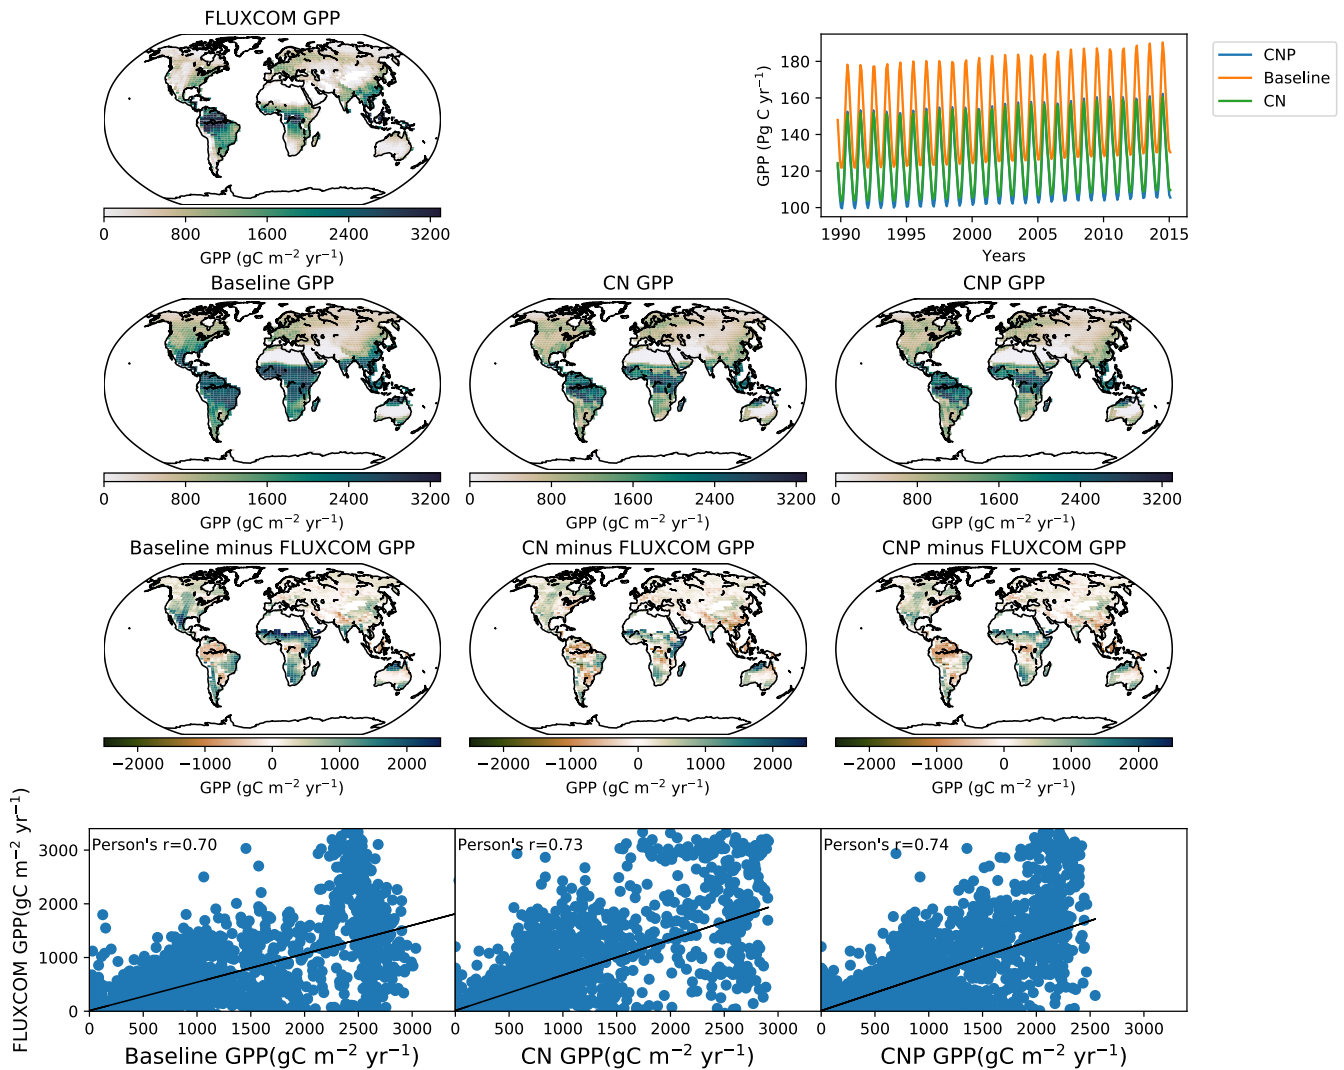 FLUXCOM GPP
0 800 1600 2400 3200
GPP (gC m⁻² yr⁻¹)
GPP (Pg C yr⁻¹)
180
160
140
120
100
1990 1995 2000 2005 2010 2015
Years
CNP
Baseline
CN
Baseline GPP
0 800 1600 2400 3200
GPP (gC m⁻² yr⁻¹)
CN GPP
0 800 1600 2400 3200
GPP (gC m⁻² yr⁻¹)
CNP GPP
0 800 1600 2400 3200
GPP (gC m⁻² yr⁻¹)
Baseline minus FLUXCOM GPP
−2000 −1000 0 1000 2000
GPP (gC m⁻² yr⁻¹)
CN minus FLUXCOM GPP
−2000 −1000 0 1000 2000
GPP (gC m⁻² yr⁻¹)
CNP minus FLUXCOM GPP
−2000 −1000 0 1000 2000
GPP (gC m⁻² yr⁻¹)
FLUXCOM GPP(gC m⁻² yr⁻¹)
3000
2000
1000
0
Person's r=0.70
0 500 1000 1500 2000 2500 3000
Baseline GPP(gC m⁻² yr⁻¹)
Person's r=0.73
0 500 1000 1500 2000 2500 3000
CN GPP(gC m⁻² yr⁻¹)
Person's r=0.74
0 500 1000 1500 2000 2500 3000
CNP GPP(gC m⁻² yr⁻¹)